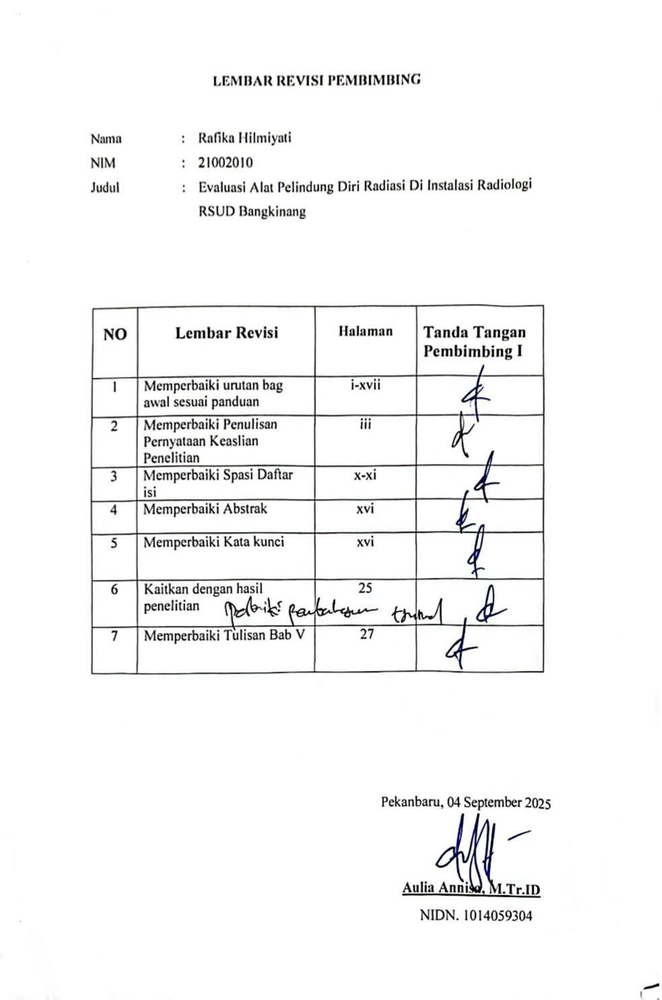 LEMBAR REVISI PEMBIMBING
Nama : Rafika Hilmiyati
NIM : 21002010
Judul : Evaluasi Alat Pelindung Diri Radiasi Di Instalasi Radiologi
RSUD Bangkinang
NO Lembar Revisi Halaman Tanda Tangan
Pembimbing I
1 Memperbaiki urutan bag i-xvii
awal sesuai panduan
2 Memperbaiki Penulisan iii
Pernyataan Keaslian
Penelitian
3 Memperbaiki Spasi Daftar x-xi
isi
4 Memperbaiki Abstrak xvi
5 Memperbaiki Kata kunci xvi
6 Kaitkan dengan hasil 25
penelitian
7 Memperbaiki Tulisan Bab V 27
Pekanbaru, 04 September 2025
Aulia Annisa, M.Tr.ID
NIDN. 1014059304